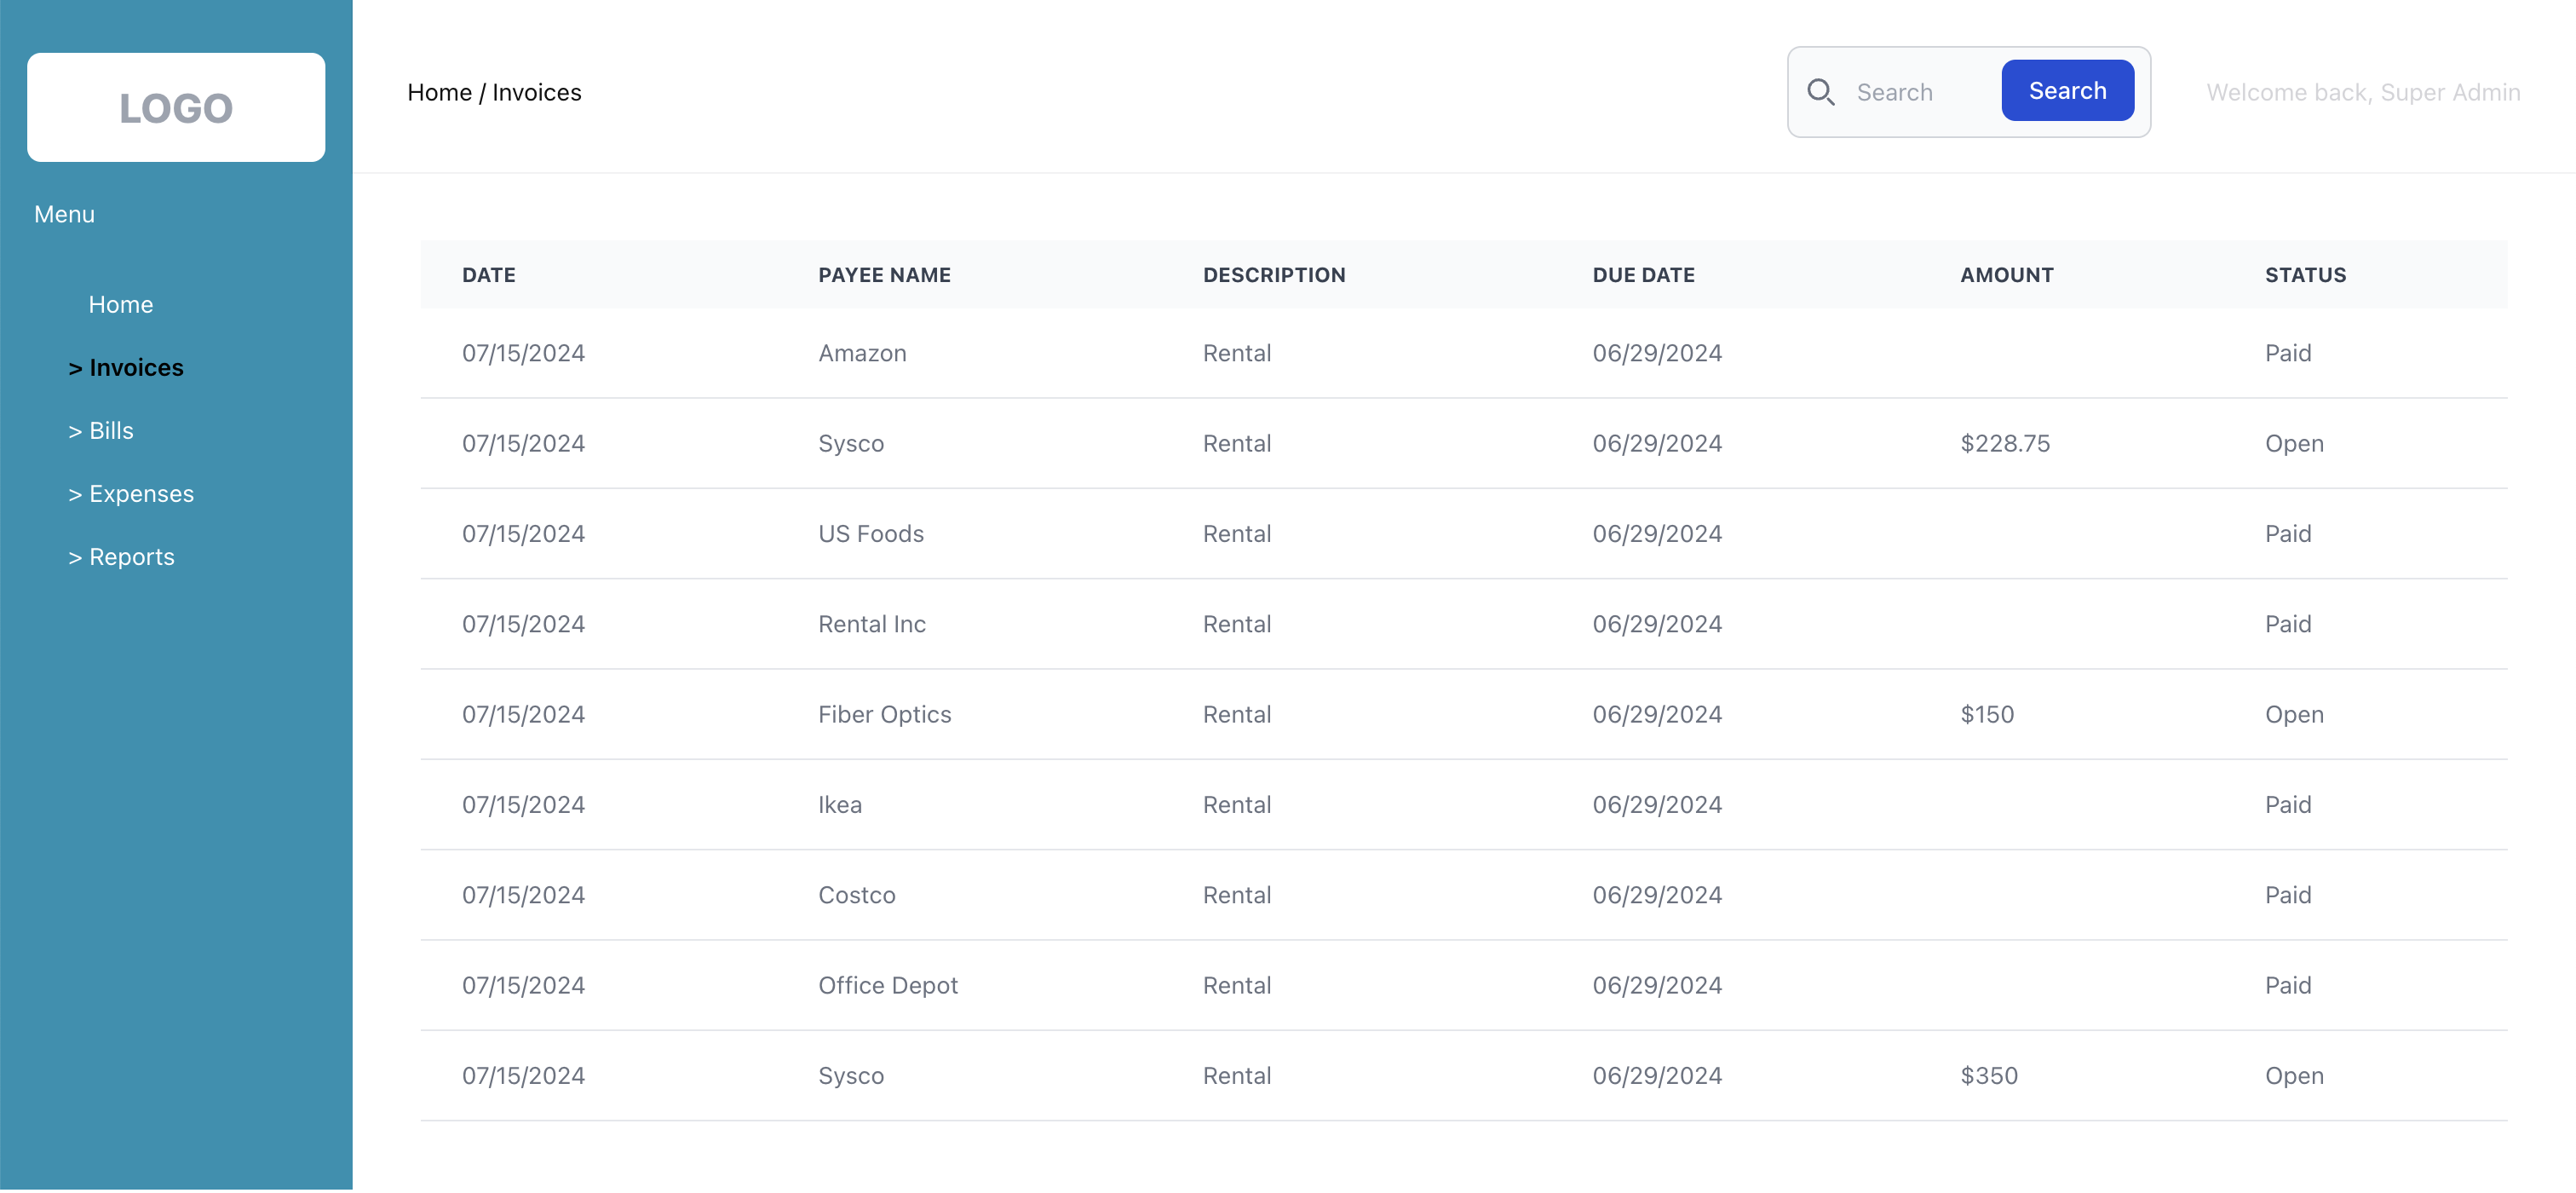 LOGO
Menu
Home
> Invoices
> Bills
> Expenses
> Reports
Home / Invoices
Search Search
Welcome back, Super Admin
DATE PAYEE NAME DESCRIPTION DUE DATE AMOUNT STATUS
07/15/2024 Amazon Rental 06/29/2024 Paid
07/15/2024 Sysco Rental 06/29/2024 $228.75 Open
07/15/2024 US Foods Rental 06/29/2024 Paid
07/15/2024 Rental Inc Rental 06/29/2024 Paid
07/15/2024 Fiber Optics Rental 06/29/2024 $150 Open
07/15/2024 Ikea Rental 06/29/2024 Paid
07/15/2024 Costco Rental 06/29/2024 Paid
07/15/2024 Office Depot Rental 06/29/2024 Paid
07/15/2024 Sysco Rental 06/29/2024 $350 Open